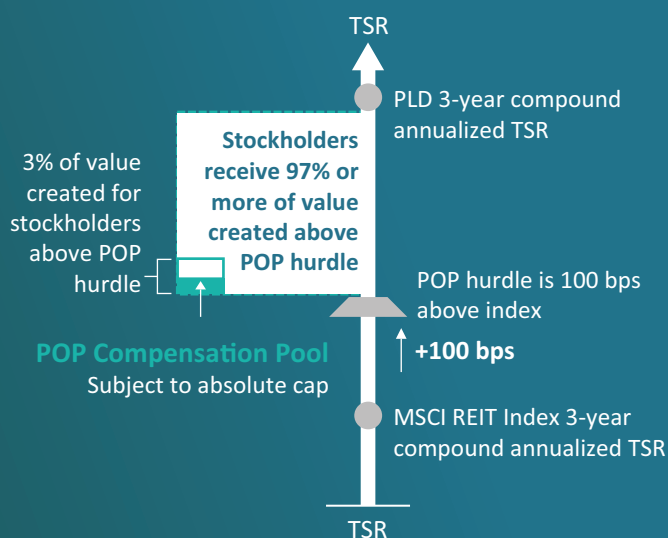 TSR
PLD 3-year compound
annualized TSR
Stockholders
receive 97% or
more of value
created above
POP hurdle
3% of value
created for
stockholders
above POP
hurdle
POP hurdle is 100 bps
above index
+100 bps
POP Compensation Pool
Subject to absolute cap
MSCI REIT Index 3-year
compound annualized TSR
TSR